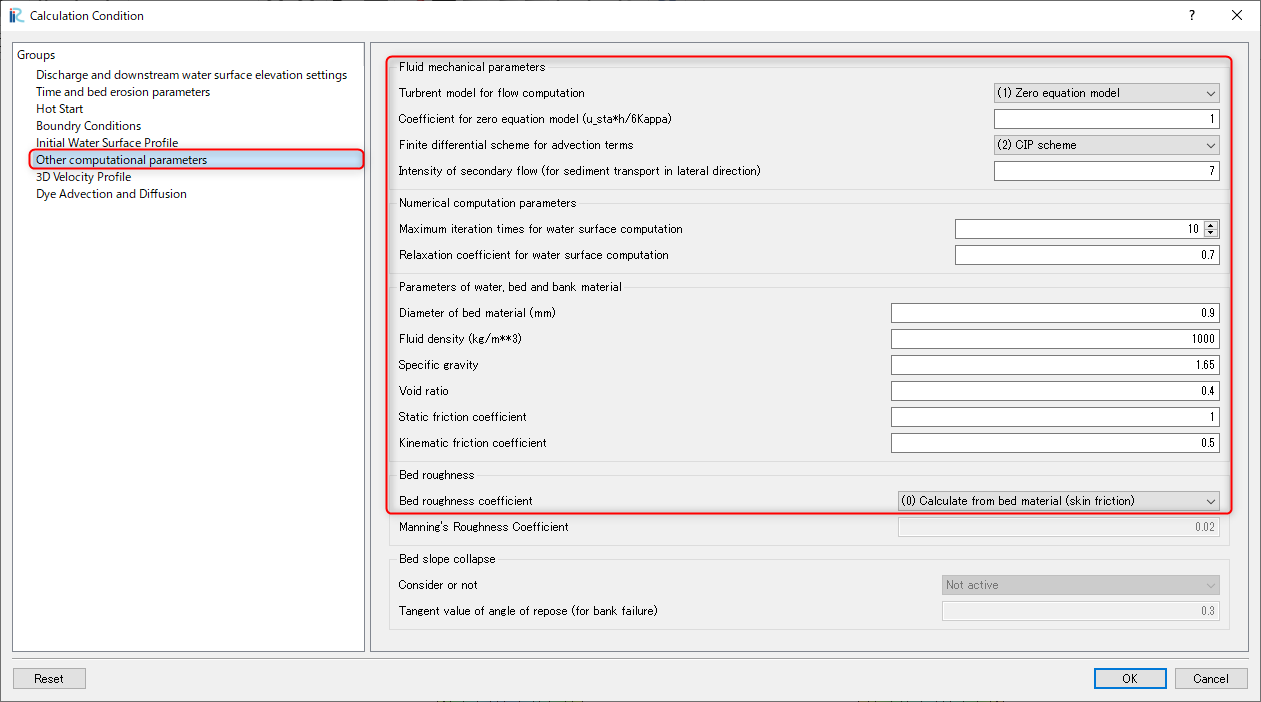 Calculation Condition
?
Groups
Discharge and downstream water surface elevation settings
Time and bed erosion parameters
Hot Start
Boundry Conditions
Initial Water Surface Profile
Other computational parameters
3D Velocity Profile
Dye Advection and Diffusion
Fluid mechanical parameters
Turbrent model for flow computation (1) Zero equation model
Coefficient for zero equation model (u_sta*h/6Kappa) 1
Finite differential scheme for advection terms (2) CIP scheme
Intensity of secondary flow (for sediment transport in lateral direction) 7
Numerical computation parameters
Maximum iteration times for water surface computation 10
Relaxation coefficient for water surface computation 0.7
Parameters of water, bed and bank material
Diameter of bed material (mm) 0.9
Fluid density (kg/m**3) 1000
Specific gravity 1.65
Void ratio 0.4
Static friction coefficient 1
Kinematic friction coefficient 0.5
Bed roughness
Bed roughness coefficient (0) Calculate from bed material (skin friction)
Manning's Roughness Coefficient 0.02
Bed slope collapse
Consider or not Not active
Tangent value of angle of repose (for bank failure) 0.3
Reset OK Cancel